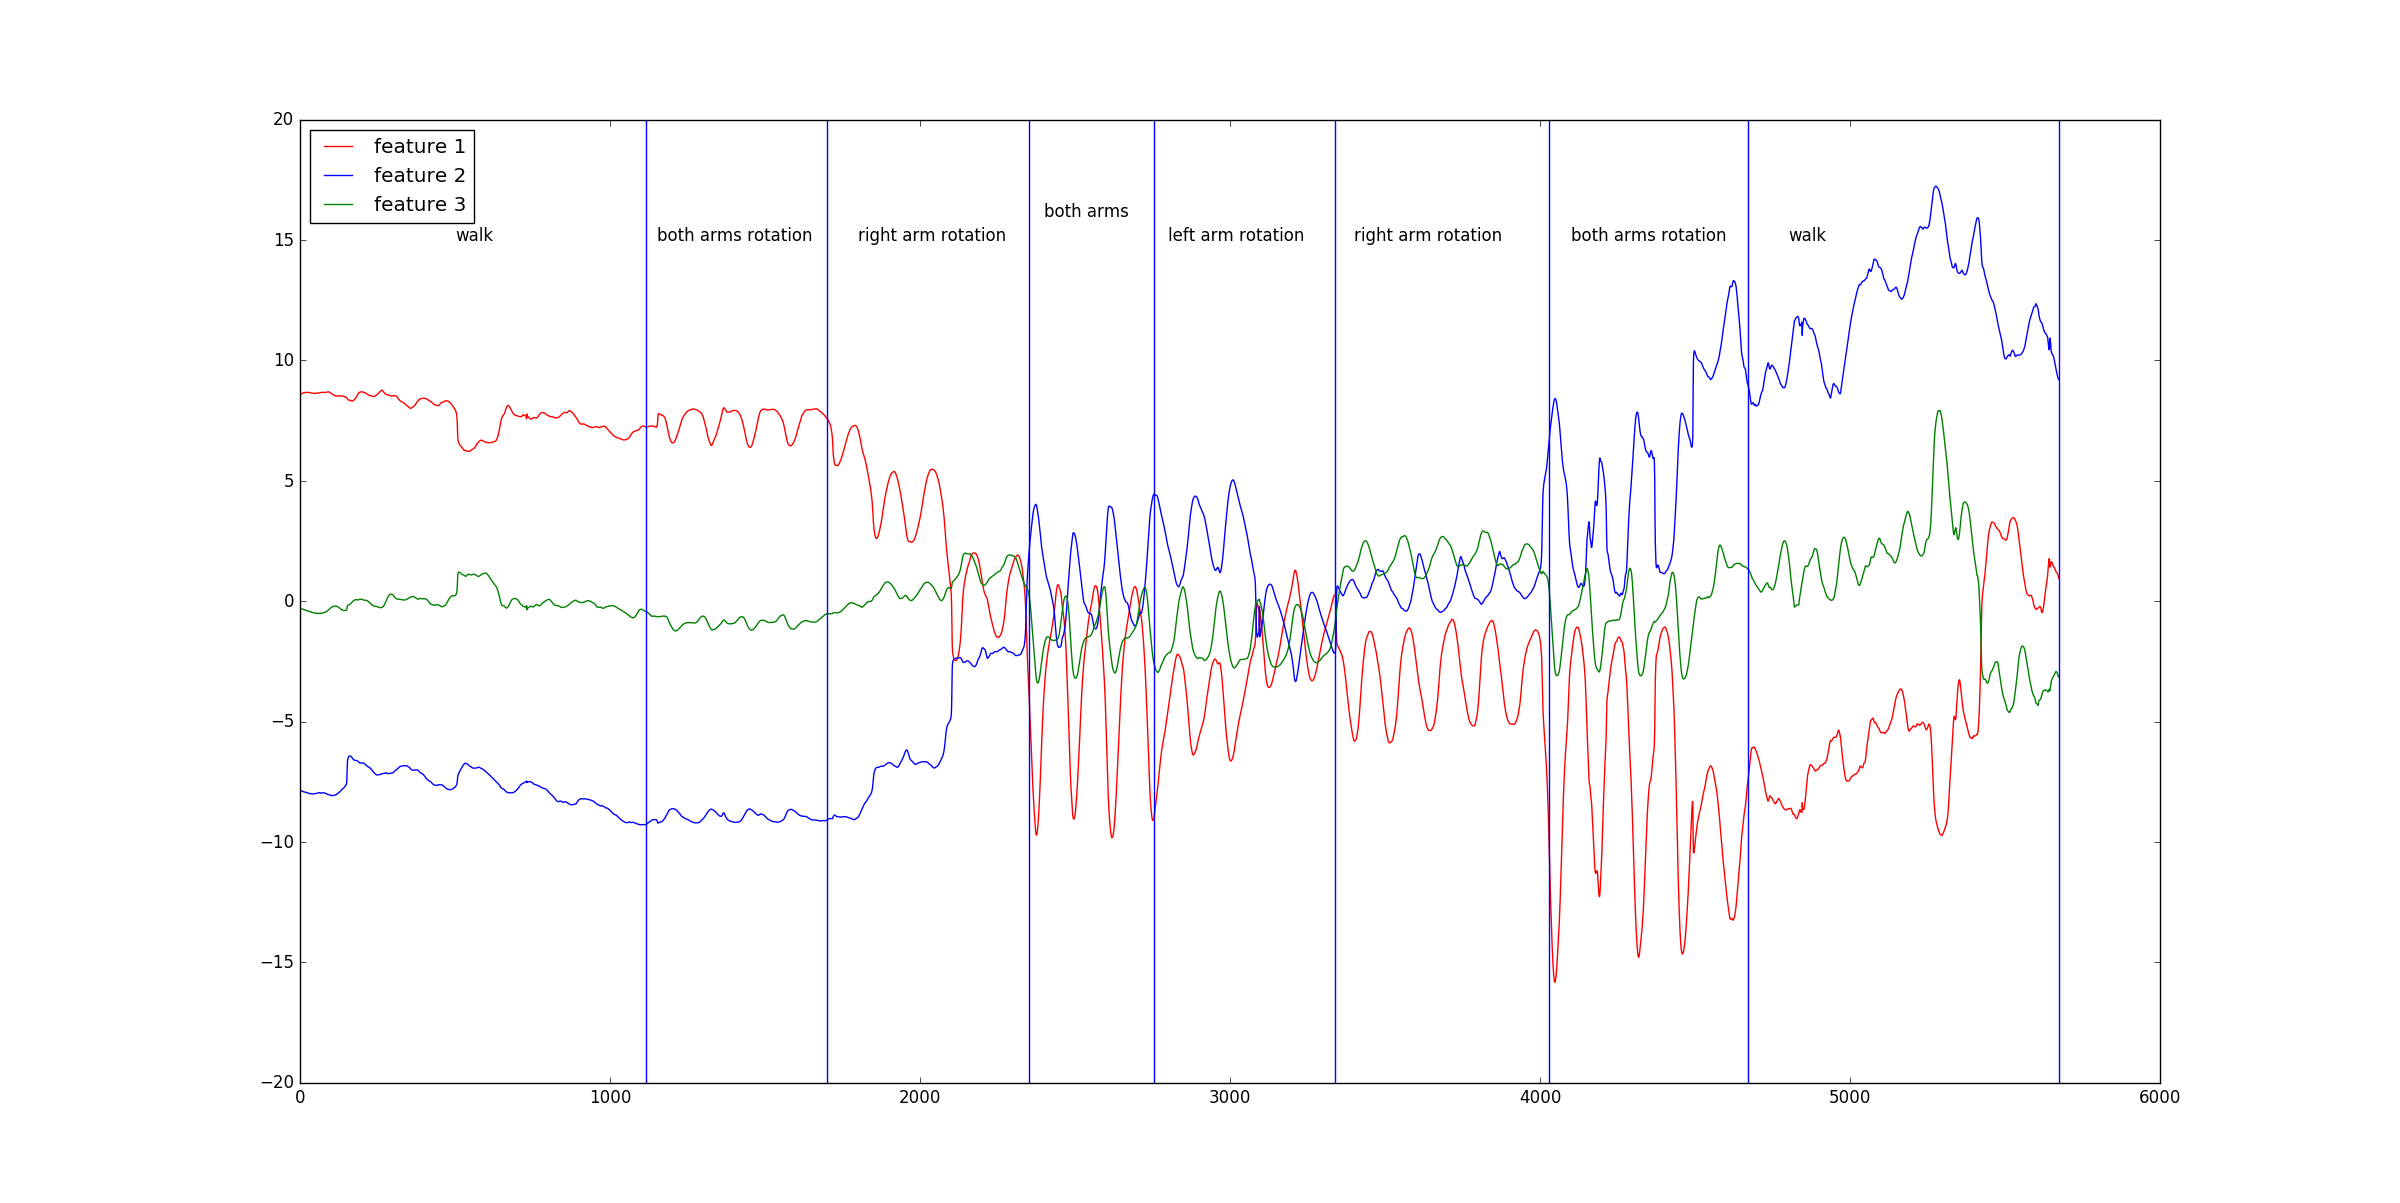 20
15
10
5
0
−5
−10
−15
−20
feature 1
feature 2
feature 3
walk
both arms rotation
right arm rotation
both arms
left arm rotation
right arm rotation
both arms rotation
walk
0
1000
2000
3000
4000
5000
6000